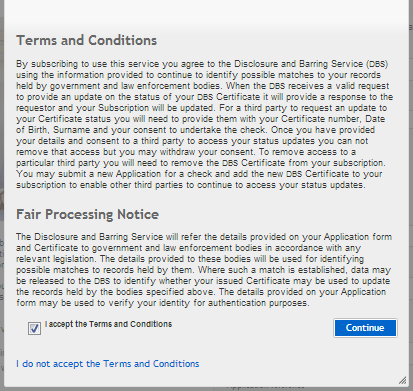 Terms and Conditions
By subscribing to use this service you agree to the Disclosure and Barring Service (DBS)
using the information provided to continue to identify possible matches to your records
held by government and law enforcement bodies. When the DBS receives a valid request
to provide an update on the status of your DBS Certificate it will provide a response to the
requestor and your Subscription will be updated. For a third party to request an update to
your Certificate status you will need to provide them with your Certificate number, Date
of Birth, Surname and your consent to undertake the check. Once you have provided
your details and consent to a third party to access your status updates you can not
remove that access but you may withdraw your consent. To remove access to a
particular third party you will need to remove the DBS Certificate from your subscription.
You may submit a new Application for a check and add the new DBS Certificate to your
subscription to enable other third parties to continue to access your status updates.
Fair Processing Notice
The Disclosure and Barring Service will refer the details provided on your Application form
and Certificate to government and law enforcement bodies in accordance with any
relevant legislation. The details provided to these bodies will be used for identifying
possible matches to records held by them. Where such a match is established, data may
be released to the DBS to identify whether your issued Certificate may be used to update
the records held by the bodies specified above. The details provided on your Application
form may be used to verify your identity for authentication purposes.
I accept the Terms and Conditions
Continue
I do not accept the Terms and Conditions